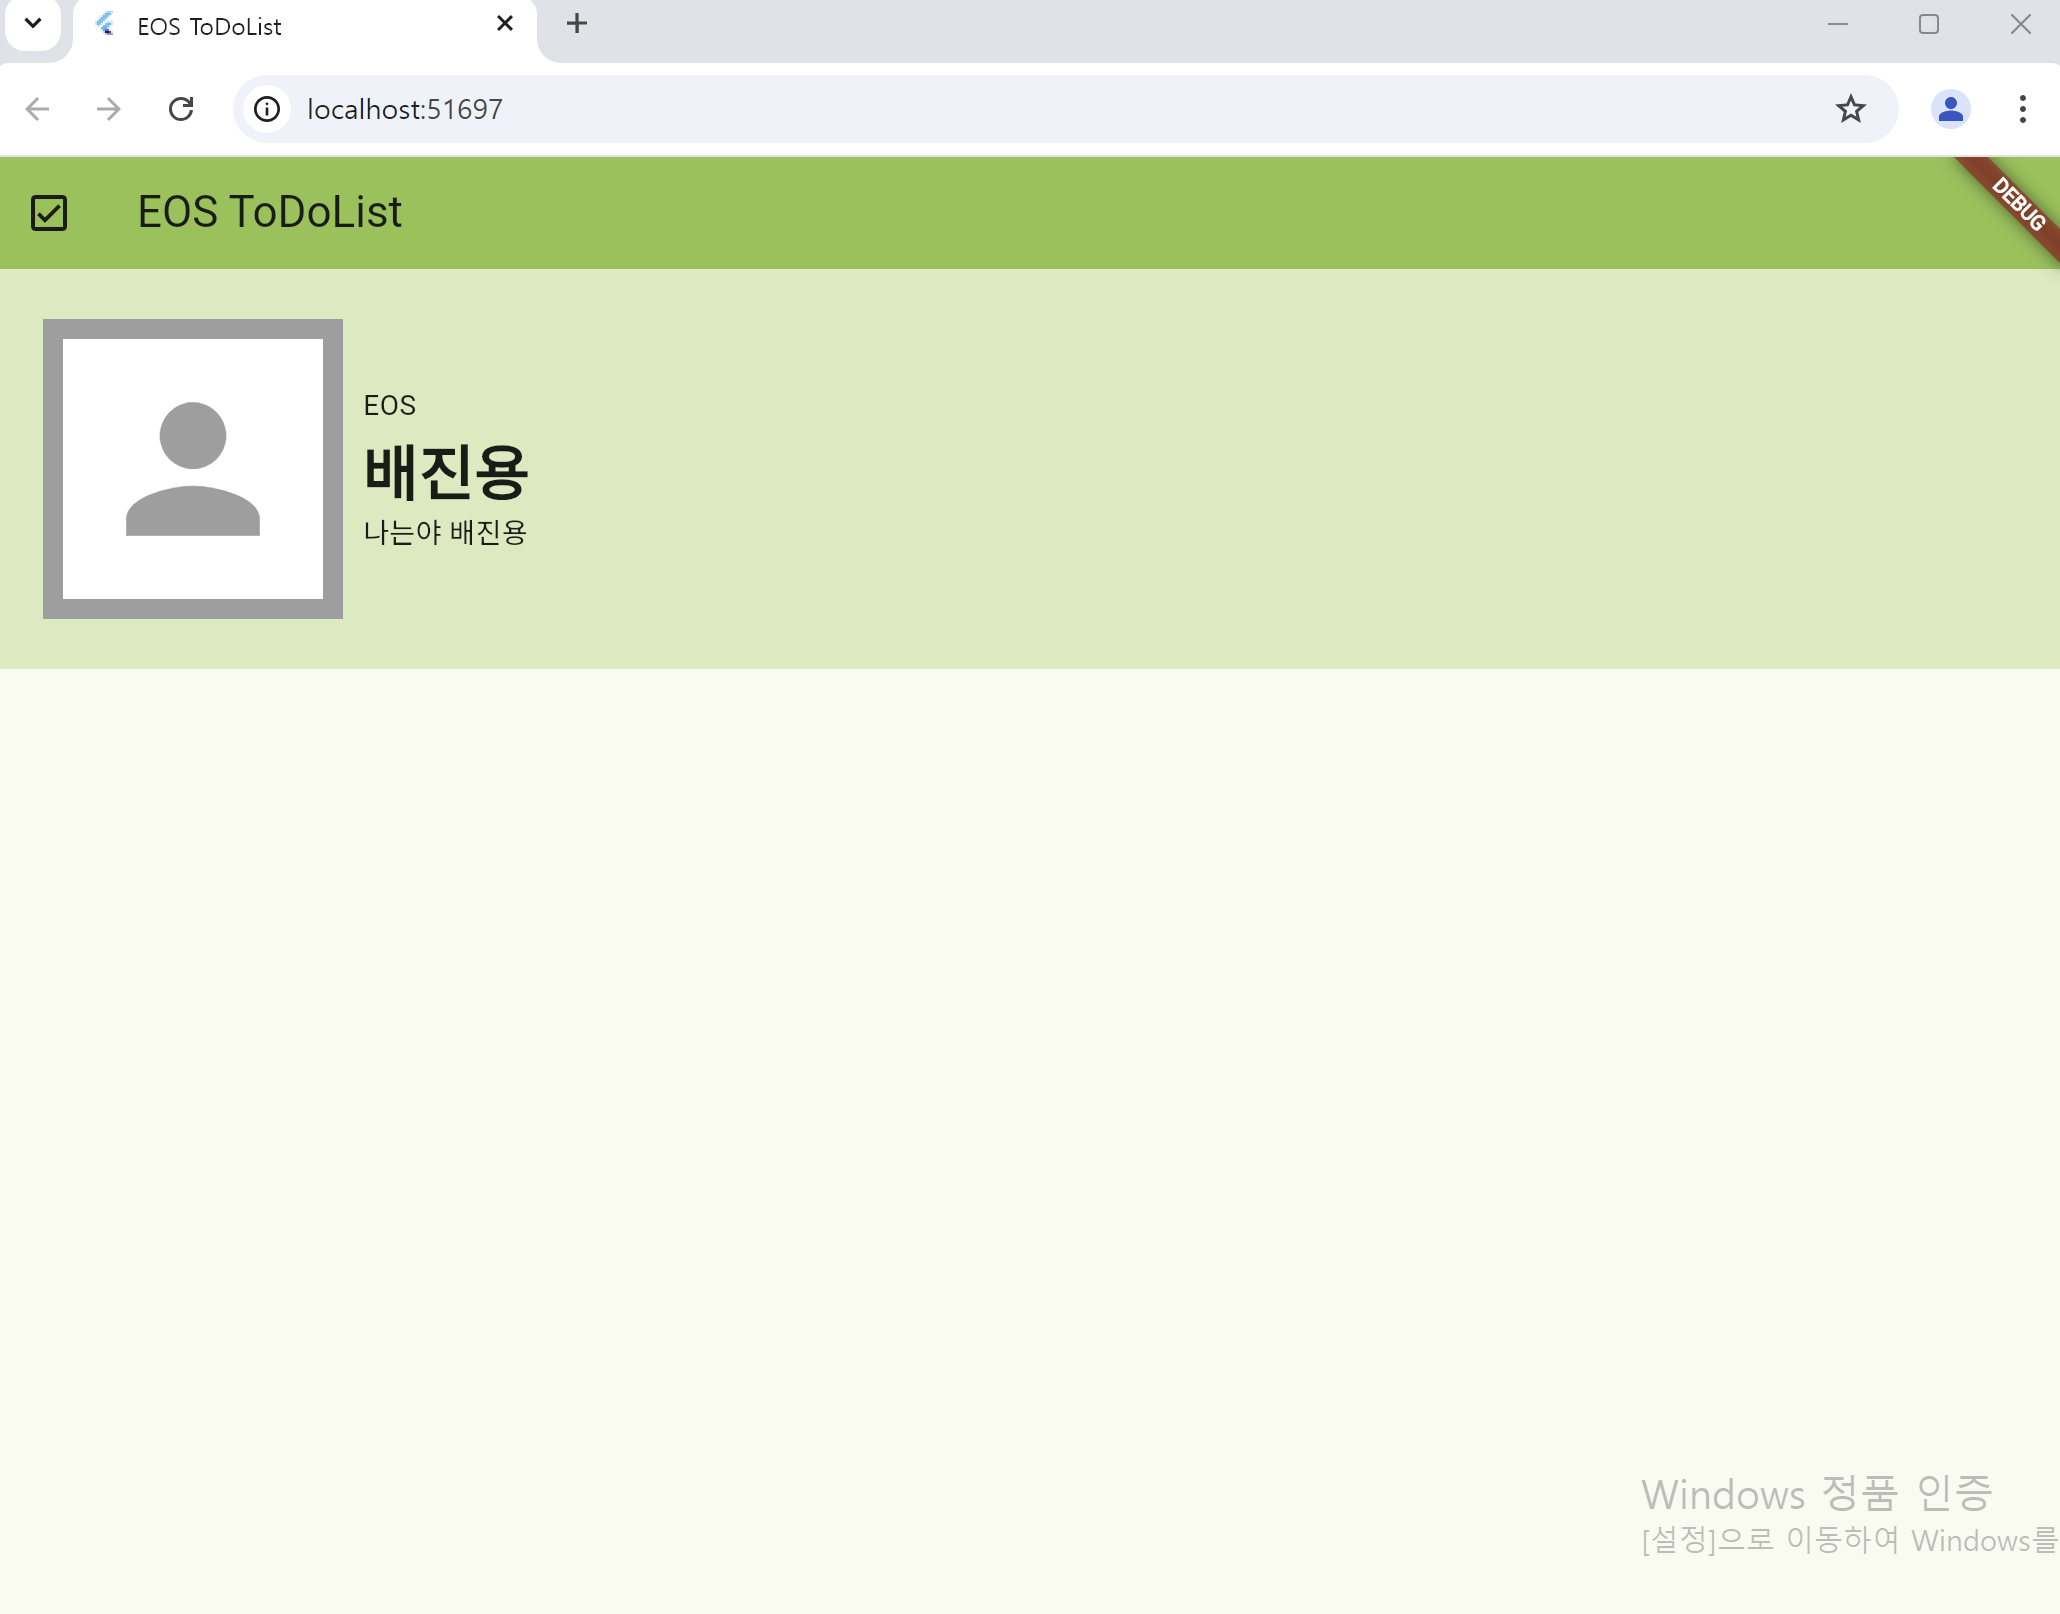 EOS ToDoList
localhost:51697
EOS ToDoList
DEBUG
EOS
배진용
나는야 배진용
Windows 정품 인증
[설정]으로 이동하여 Windows를